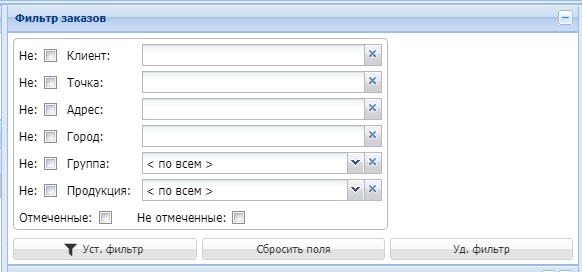 Фильтр заказов
Не: Клиент:
Не: Точка:
Не: Адрес:
Не: Город:
Не: Группа: < по всем >
Не: Продукция: < по всем >
Отмеченные: Не отмеченные:
Уст. фильтр Сбросить поля Уд. фильтр